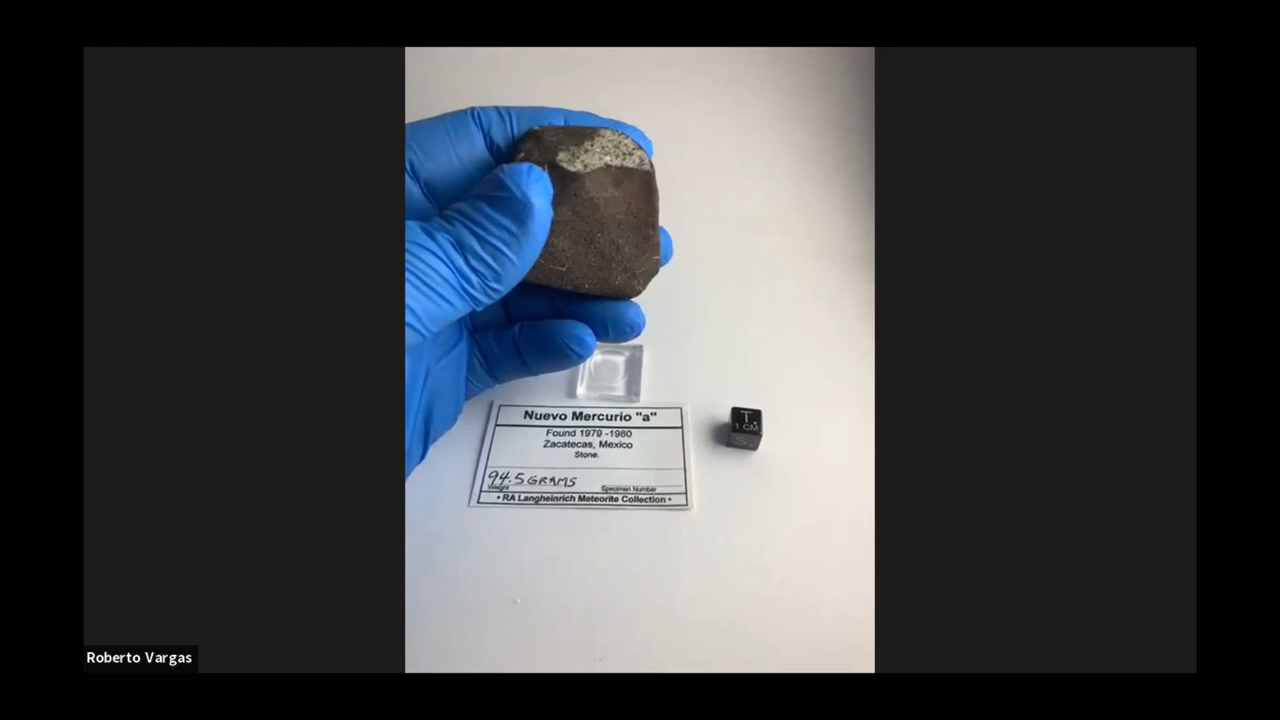 Nuevo Mercurio "a"
Found 1979 -1980
Zacatecas, Mexico
Stone.
94.5 GRAMS
Weight Specimen Number
• RA Langheinrich Meteorite Collection •
T.
1 CM
S.
Roberto Vargas